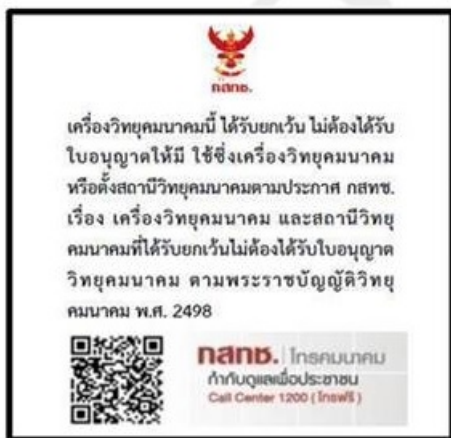 กสทช.
เครื่องวิทยุคมนาคมนี้ ได้รับยกเว้น ไม่ต้องได้รับ
ใบอนุญาตให้มี ใช้ซึ่งเครื่องวิทยุคมนาคม
หรือตั้งสถานีวิทยุคมนาคมตามประกาศ กสทช.
เรื่อง เครื่องวิทยุคมนาคม และสถานีวิทยุ
คมนาคมที่ได้รับยกเว้นไม่ต้องได้รับใบอนุญาต
วิทยุคมนาคม ตามพระราชบัญญัติวิทยุ
คมนาคม พ.ศ. 2498
กสทช. โทรคมนาคม
กำกับดูแลเพื่อประชาชน
Call Center 1200 (โทรฟรี)